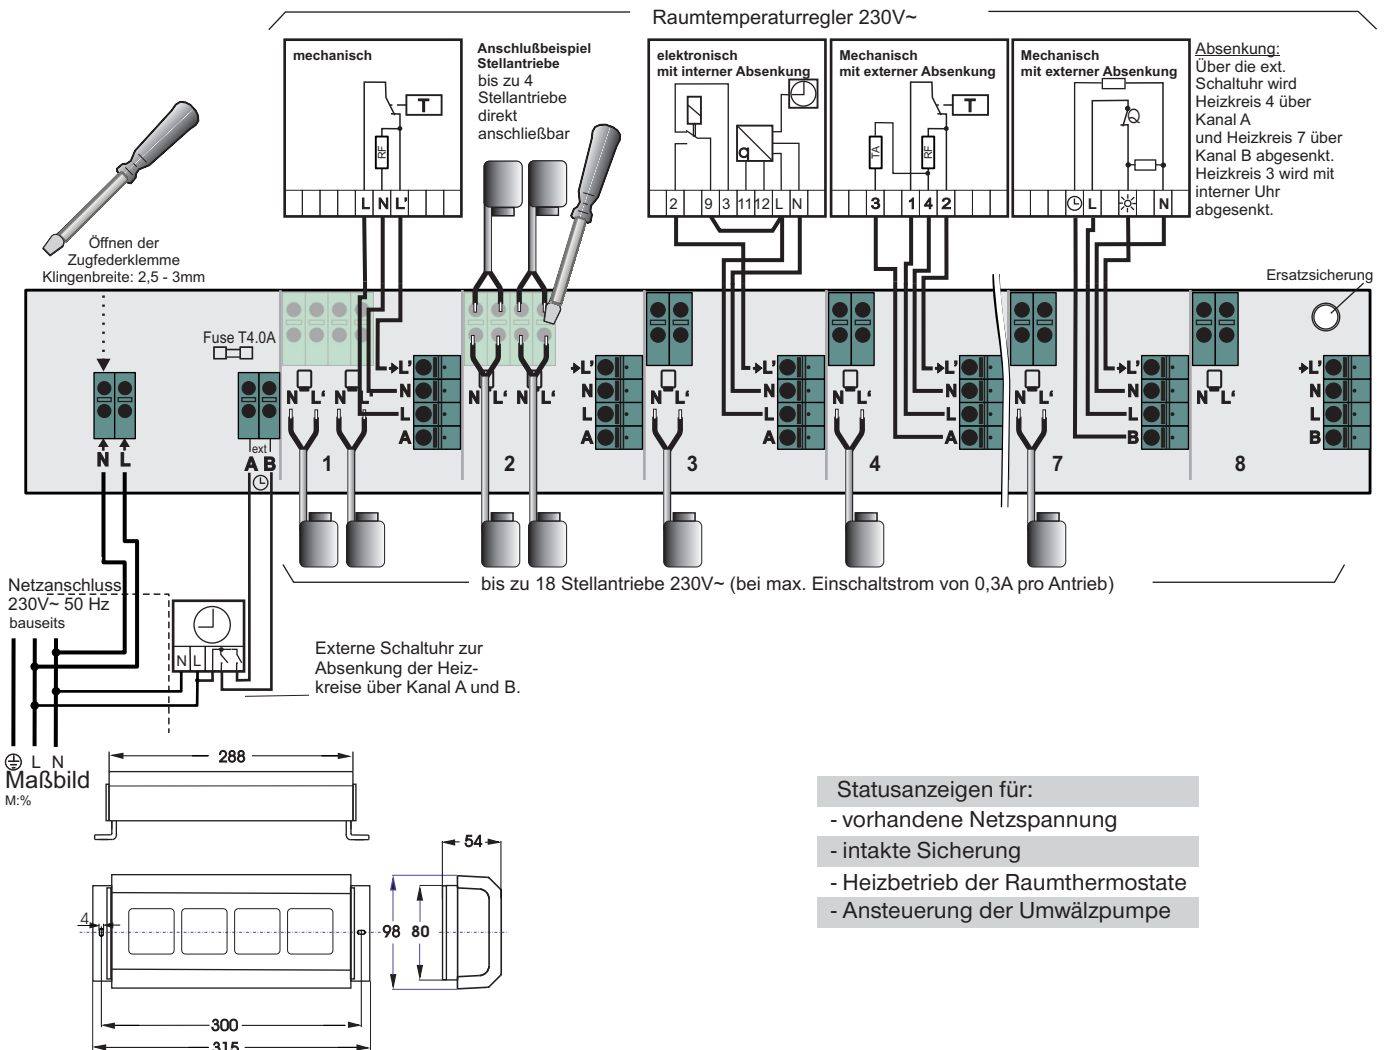 Raumtemperaturregler 230V~
mechanisch
T
RF
L N L'
Anschlußbeispiel
Stellantriebe
bis zu 4
Stellantriebe
direkt
anschließbar
elektronisch
mit interner Absenkung
q
2 9 3 11 12 L N
Mechanisch
mit externer Absenkung
T
TA
RF
3 1 4 2
Mechanisch
mit externer Absenkung
L N
Absenkung:
Über die ext.
Schaltuhr wird
Heizkreis 4 über
Kanal A
und Heizkreis 7 über
Kanal B abgesenkt.
Heizkreis 3 wird mit
interner Uhr
abgesenkt.
Öffnen der
Zugfederklemme
Klingenbreite: 2,5 - 3mm
Ersatzsicherung
Fuse T4.0A
N L
ext
A B
N L' N L'
1
L'
N
L
A
N L' N L'
2
L'
N
L
A
N L'
3
L'
N
L
A
N L'
4
L'
N
L
A
N L'
7
L'
N
L
B
N L'
8
L'
N
L
B
bis zu 18 Stellantriebe 230V~ (bei max. Einschaltstrom von 0,3A pro Antrieb)
Netzanschluss
230V~ 50 Hz
bauseits
N L
Externe Schaltuhr zur
Absenkung der Heiz-
kreise über Kanal A und B.
L N
Maßbild
M:%
288
54
4
98 80
300
315
Statusanzeigen für:
- vorhandene Netzspannung
- intakte Sicherung
- Heizbetrieb der Raumthermostate
- Ansteuerung der Umwälzpumpe